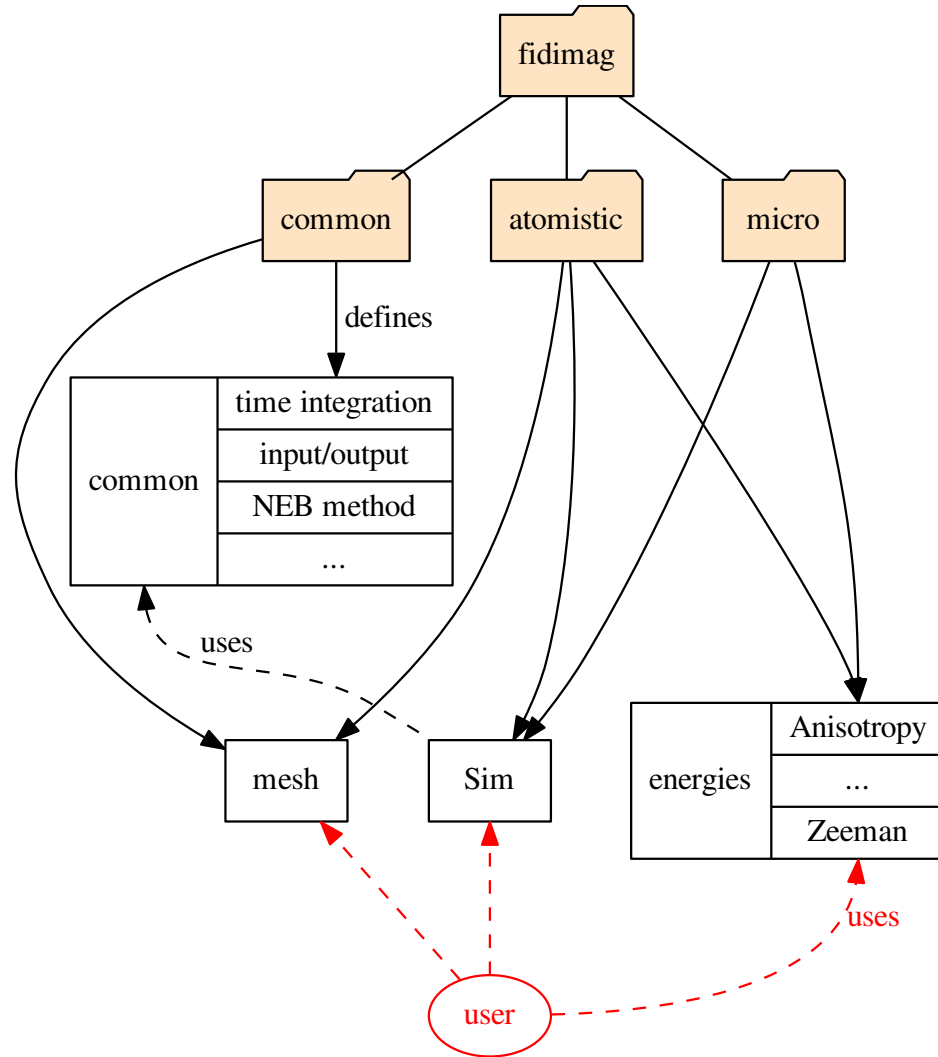 fidimag
common
atomistic
micro
defines
common
time integration
input/output
NEB method
...
uses
mesh
Sim
energies
Anisotropy
...
Zeeman
uses
user